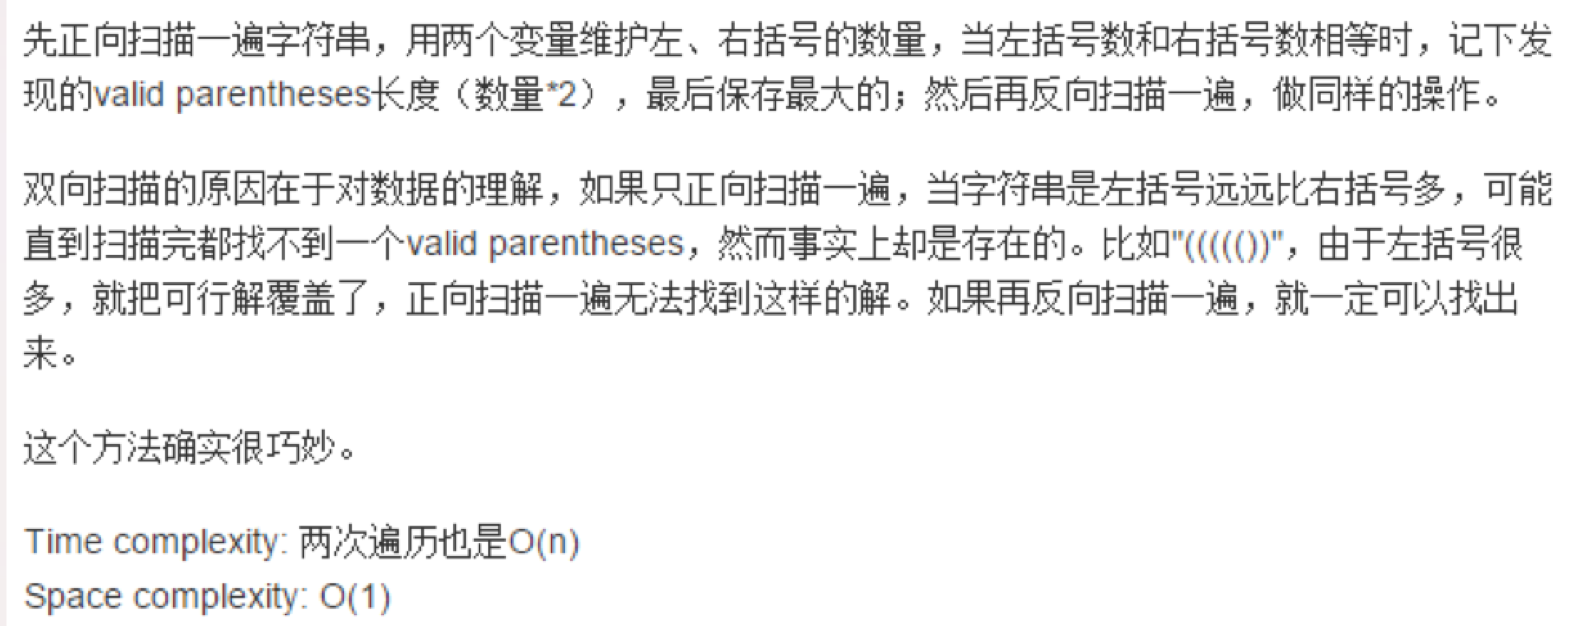 先正向扫描一遍字符串，用两个变量维护左、右括号的数量，当左括号数和右括号数相等时，记下发
现的valid parentheses长度（数量*2），最后保存最大的；然后再反向扫描一遍，做同样的操作。
双向扫描的原因在于对数据的理解，如果只正向扫描一遍，当字符串是左括号远远比右括号多，可能
直到扫描完都找不到一个valid parentheses，然而事实上却是存在的。比如"((((())"，由于左括号很
多，就把可行解覆盖了，正向扫描一遍无法找到这样的解。如果再反向扫描一遍，就一定可以找出
来。
这个方法确实很巧妙。
Time complexity: 两次遍历也是O(n)
Space complexity: O(1)